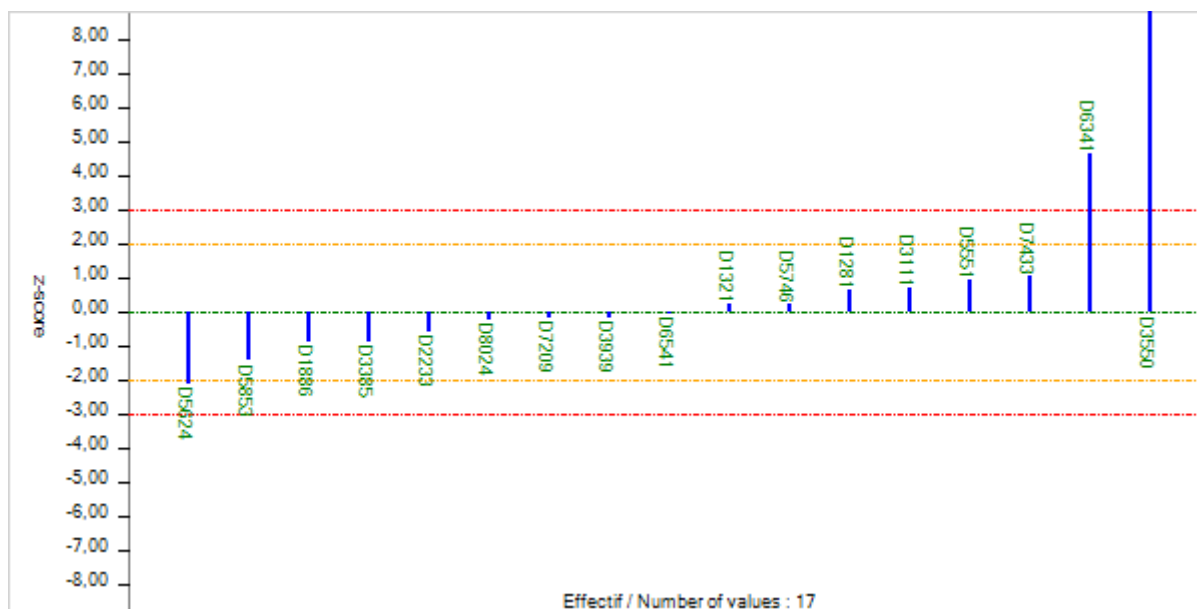 8,00
7,00
6,00
5,00
4,00
3,00
2,00
1,00
0,00
-1,00
-2,00
-3,00
-4,00
-5,00
-6,00
-7,00
-8,00
z-score
D5624
D5853
D1886
D3385
D2233
D8024
D7209
D3939
D6541
D1321
D5746
D1281
D3111
D5551
D7433
D6341
D3550
Effectif / Number of values : 17